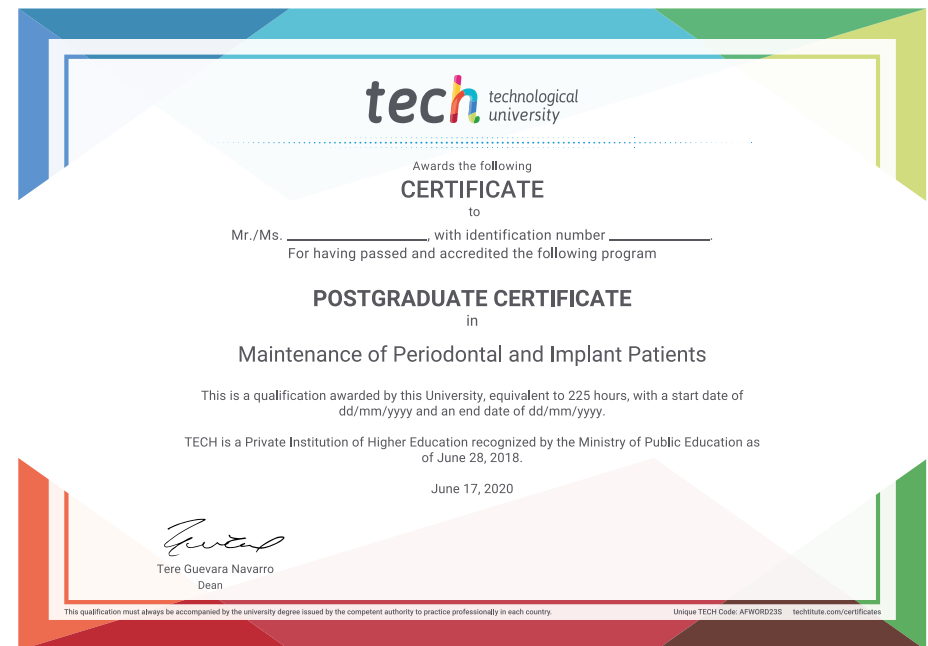 tech technological
university
Awards the following
CERTIFICATE
to
Mr./Ms. ________________, with identification number ____________.
For having passed and accredited the following program
POSTGRADUATE CERTIFICATE
in
Maintenance of Periodontal and Implant Patients
This is a qualification awarded by this University, equivalent to 225 hours, with a start date of
dd/mm/yyyy and an end date of dd/mm/yyyy.
TECH is a Private Institution of Higher Education recognized by the Ministry of Public Education as
of June 28, 2018.
June 17, 2020
Tere Guevara Navarro
Dean
This qualification must always be accompanied by the university degree issued by the competent authority to practice professionally in each country. Unique TECH Code: AFWORD23S techtitute.com/certificates